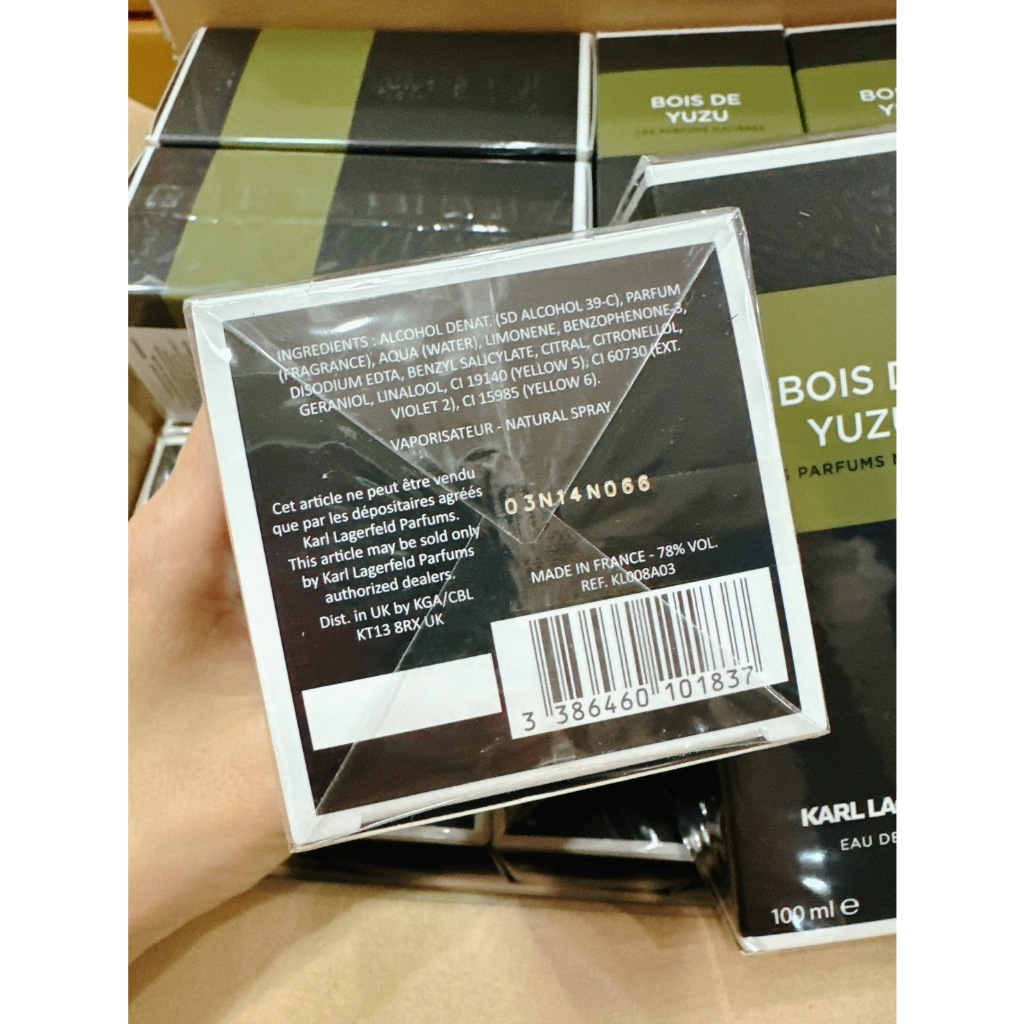 BOIS DE
YUZU
LES PARFUMS MATIÈRES
INGREDIENTS : ALCOHOL DENAT. (SD ALCOHOL 39-C), PARFUM
(FRAGRANCE), AQUA (WATER), LIMONENE, BENZOPHENONE-3,
DISODIUM EDTA, BENZYL SALICYLATE, CITRAL, CITRONELLOL,
GERANIOL, LINALOOL, CI 19140 (YELLOW 5), CI 60730 (EXT.
VIOLET 2), CI 15985 (YELLOW 6).
VAPORISATEUR - NATURAL SPRAY
Cet article ne peut être vendu
que par les dépositaires agréés
Karl Lagerfeld Parfums.
This article may be sold only
by Karl Lagerfeld Parfums
authorized dealers.
Dist. in UK by KGA/CBL
KT13 8RX UK
03N14N066
MADE IN FRANCE - 78% VOL.
REF. KL008A03
3 386460 101837
BOIS
YUZU
PARFUMS
KARL LA
EAU DE
100 ml e